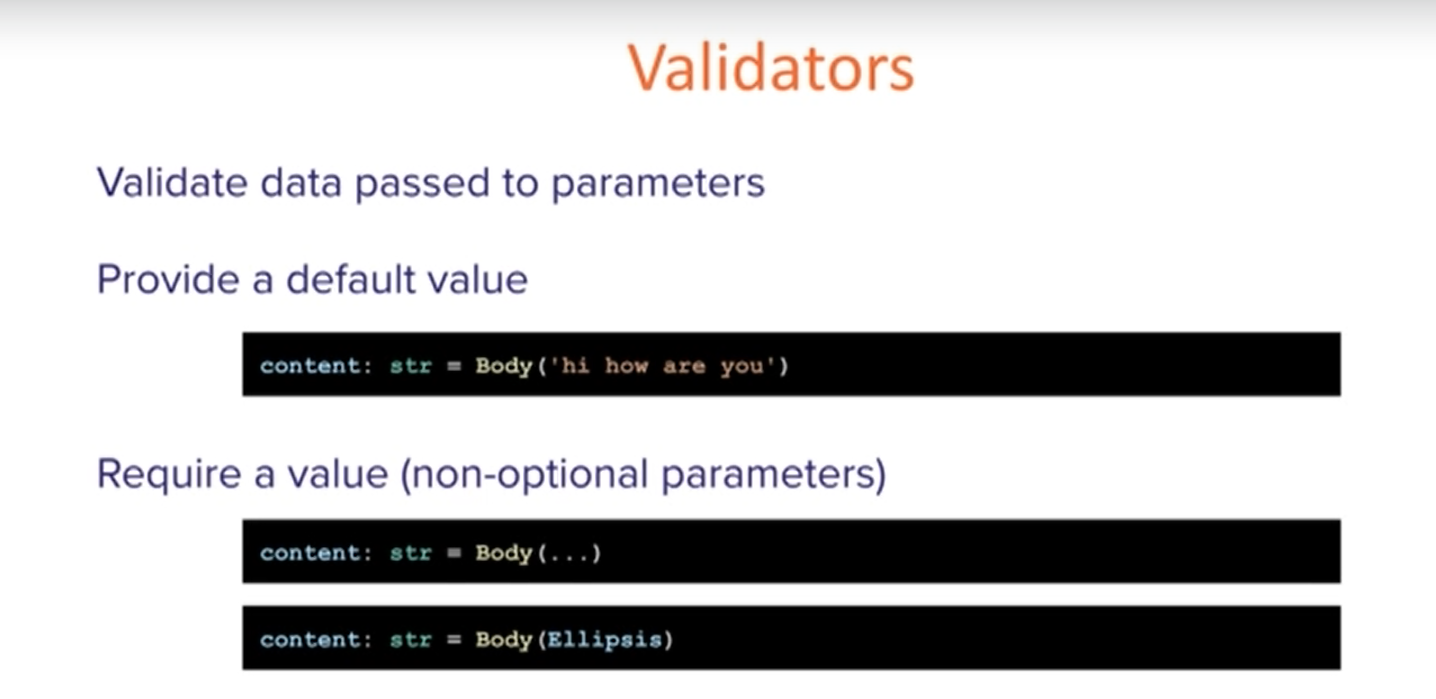 Validators
Validate data passed to parameters
Provide a default value
content: str = Body('hi how are you')
Require a value (non-optional parameters)
content: str = Body(...)
content: str = Body(Ellipsis)